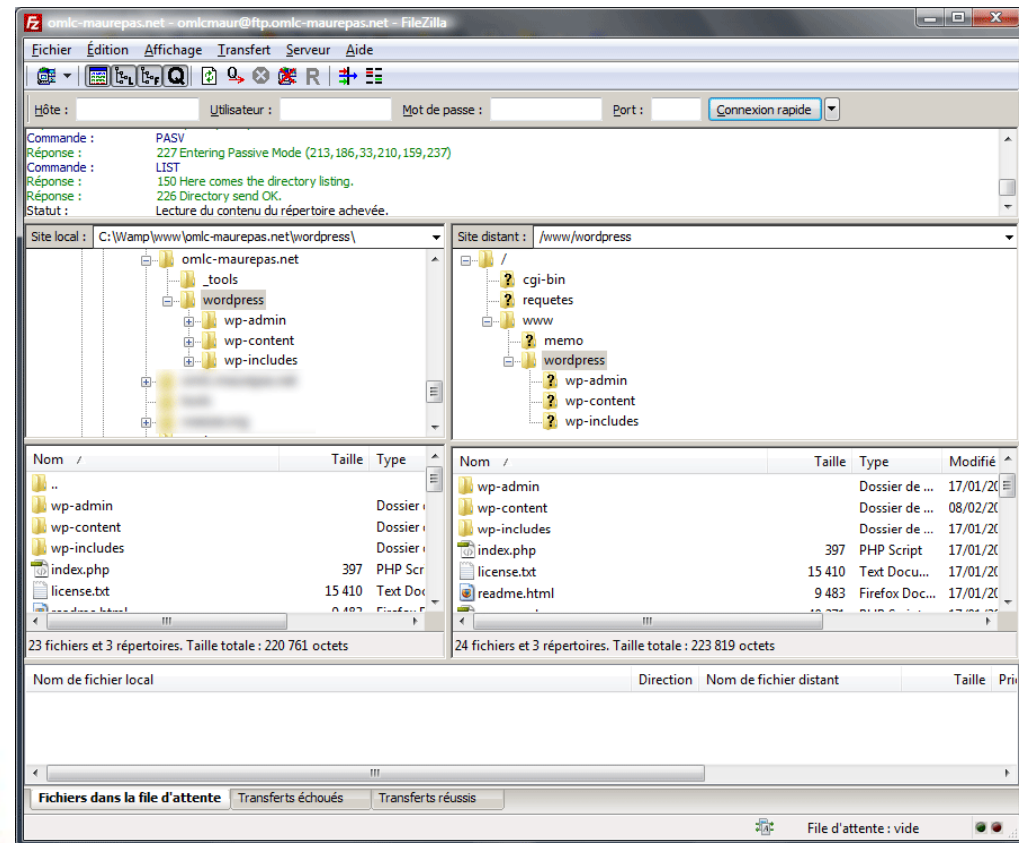 omlc-maurepas.net - omlcmaur@ftp.omlc-maurepas.net - FileZilla
Fichier Édition Affichage Transfert Serveur Aide
Hôte : Utilisateur : Mot de passe : Port : Connexion rapide
Commande : PASV
Réponse : 227 Entering Passive Mode (213,186,33,210,159,237)
Commande : LIST
Réponse : 150 Here comes the directory listing.
Réponse : 226 Directory send OK.
Statut : Lecture du contenu du répertoire achevée.
Site local : C:\Wamp\www\omlc-maurepas.net\wordpress\
omlc-maurepas.net
_tools
wordpress
wp-admin
wp-content
wp-includes
Site distant : /www/wordpress
/
cgi-bin
requetes
www
memo
wordpress
wp-admin
wp-content
wp-includes
Nom Taille Type
..
wp-admin Dossier
wp-content Dossier
wp-includes Dossier
index.php 397 PHP Scr
license.txt 15 410 Text Doc
readme.html 9 483
23 fichiers et 3 répertoires. Taille totale : 220 761 octets
Nom Taille Type Modifié
wp-admin Dossier de ... 17/01/20
wp-content Dossier de ... 08/02/20
wp-includes Dossier de ... 17/01/20
index.php 397 PHP Script 17/01/20
license.txt 15 410 Text Docu... 17/01/20
readme.html 9 483 Firefox Doc... 17/01/20
24 fichiers et 3 répertoires. Taille totale : 223 819 octets
Nom de fichier local Direction Nom de fichier distant Taille Pri
Fichiers dans la file d'attente Transferts échoués Transferts réussis
File d'attente : vide